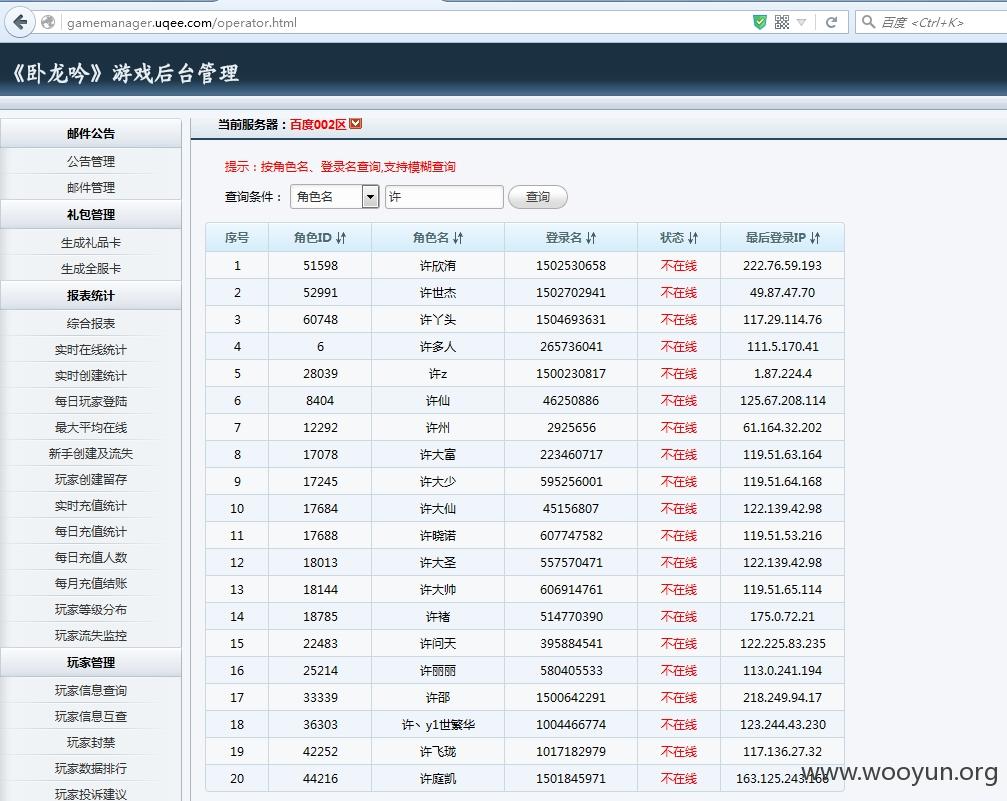 gamemanager.uqee.com/operator.html
百度 <Ctrl+K>
《卧龙吟》游戏后台管理
邮件公告
公告管理
邮件管理
礼包管理
生成礼品卡
生成全服卡
报表统计
综合报表
实时在线统计
实时创建统计
每日玩家登陆
最大平均在线
新手创建及流失
玩家创建留存
实时充值统计
每日充值统计
每日充值人数
每月充值结账
玩家等级分布
玩家流失监控
玩家管理
玩家信息查询
玩家信息互查
玩家封禁
玩家数据排行
玩家投诉建议
当前服务器：百度002区
提示：按角色名、登录名查询,支持模糊查询
查询条件： 角色名 许 查询
序号 角色ID 角色名 登录名 状态 最后登录IP
1 51598 许欣洧 1502530658 不在线 222.76.59.193
2 52991 许世杰 1502702941 不在线 49.87.47.70
3 60748 许丫头 1504693631 不在线 117.29.114.76
4 6 许多人 265736041 不在线 111.5.170.41
5 28039 许z 1500230817 不在线 1.87.224.4
6 8404 许仙 46250886 不在线 125.67.208.114
7 12292 许州 2925656 不在线 61.164.32.202
8 17078 许大富 223460717 不在线 119.51.63.164
9 17245 许大少 595256001 不在线 119.51.64.168
10 17684 许大仙 45156807 不在线 122.139.42.98
11 17688 许晓诺 607747582 不在线 119.51.53.216
12 18013 许大圣 557570471 不在线 122.139.42.98
13 18144 许大帅 606914761 不在线 119.51.65.114
14 18785 许褚 514770390 不在线 175.0.72.21
15 22483 许问天 395884541 不在线 122.225.83.235
16 25214 许丽丽 580405533 不在线 113.0.241.194
17 33339 许邵 1500642291 不在线 218.249.94.17
18 36303 许丶y1世繁华 1004466774 不在线 123.244.43.230
19 42252 许飞珑 1017182979 不在线 117.136.27.32
20 44216 许庭凯 1501845971 不在线 163.125.243.168
www.wooyun.org